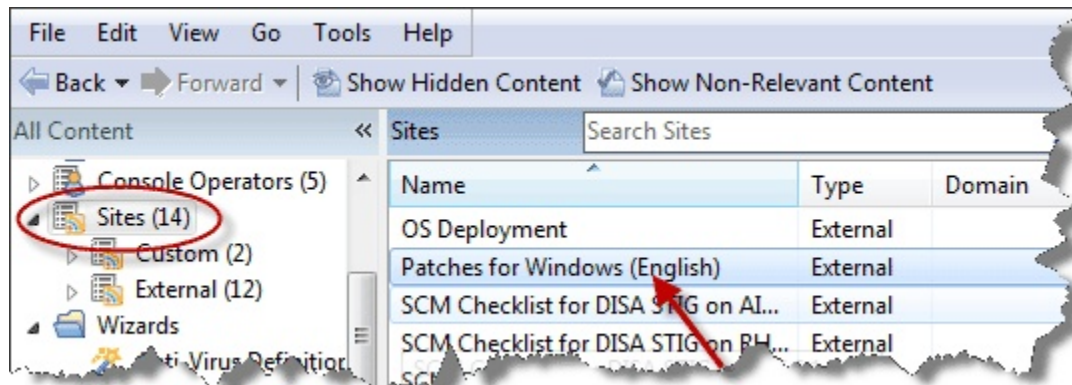 File Edit View Go Tools Help
Back Forward Show Hidden Content Show Non-Relevant Content
All Content « Sites Search Sites
Console Operators (5)
Sites (14)
Custom (2)
External (12)
Wizards
Name Type Domain
OS Deployment External
Patches for Windows (English) External
SCM Checklist for DISA STIG on AI... External
SCM Checklist for DISA STIG on RH... External